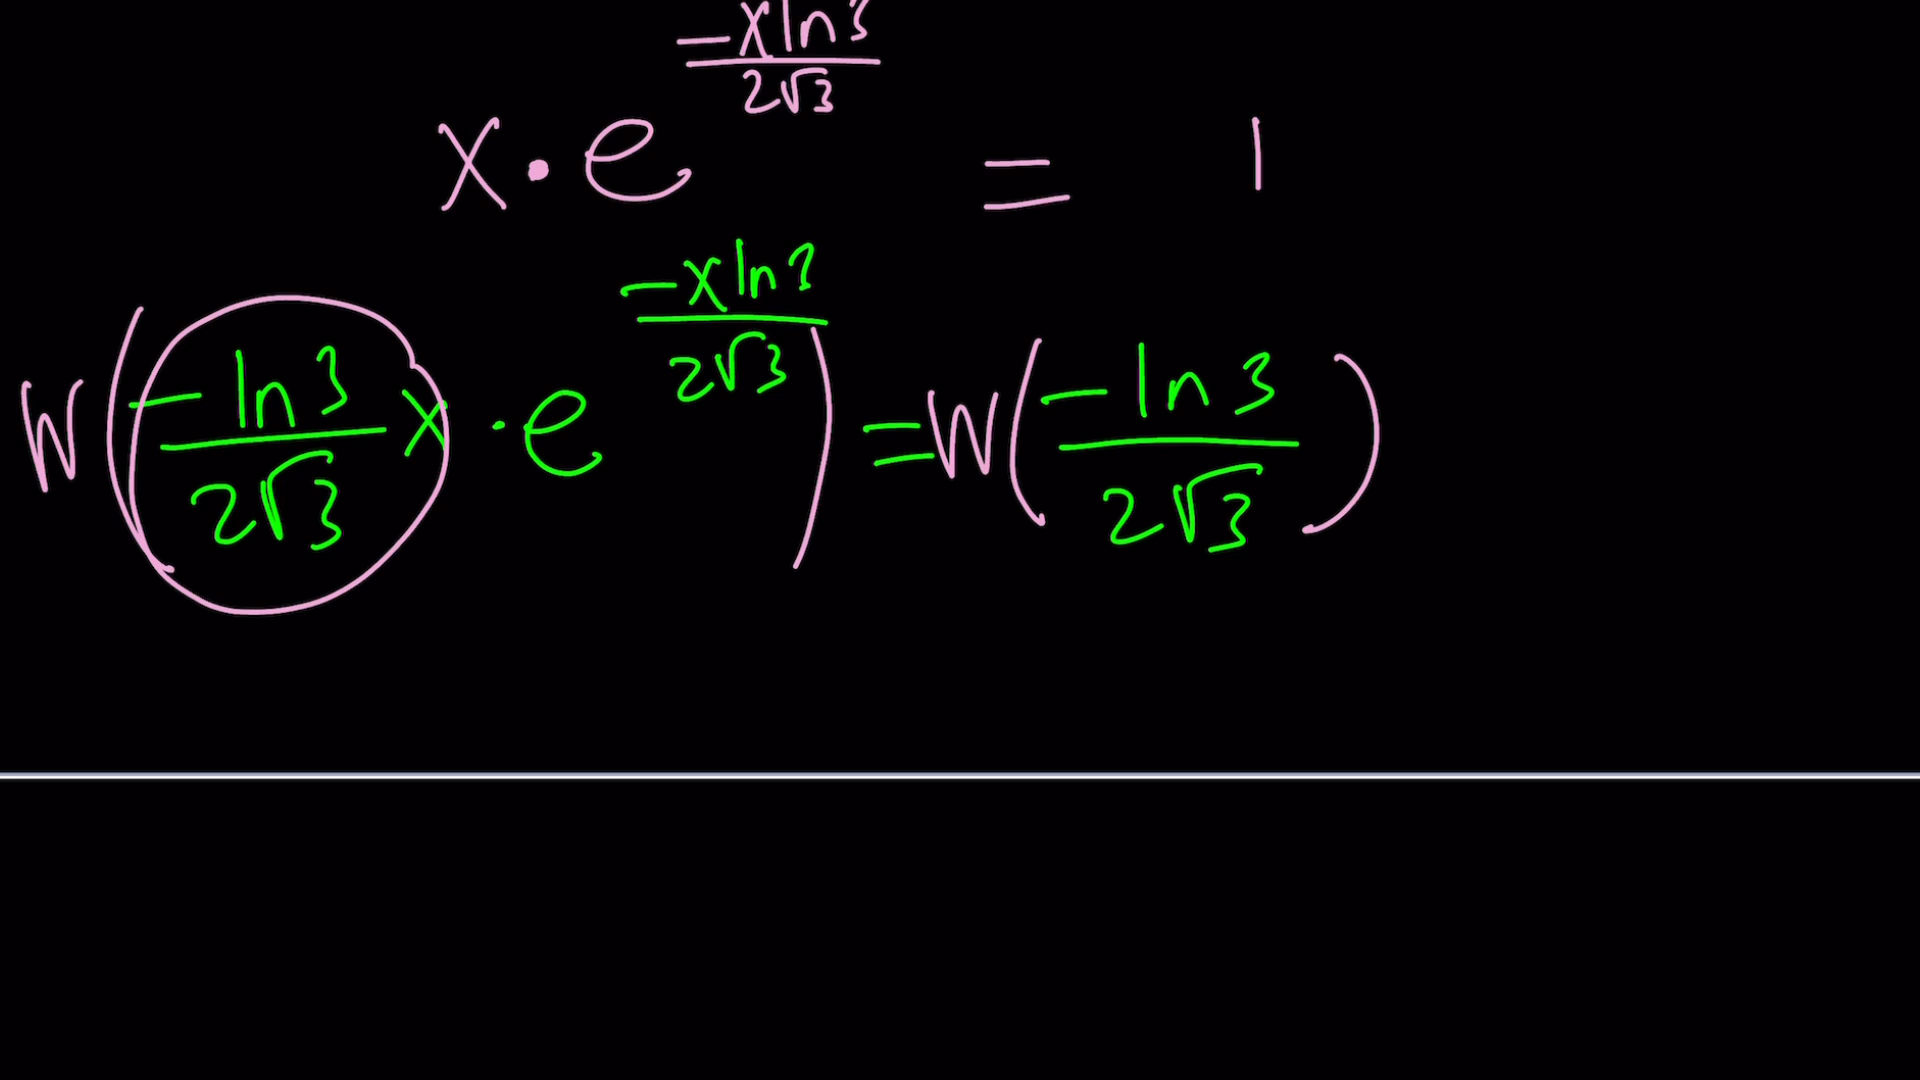 x · e^(-x ln 3 / 2√3) = 1
W(-ln 3 / 2√3 x · e^(-x ln 3 / 2√3)) = W(-ln 3 / 2√3)